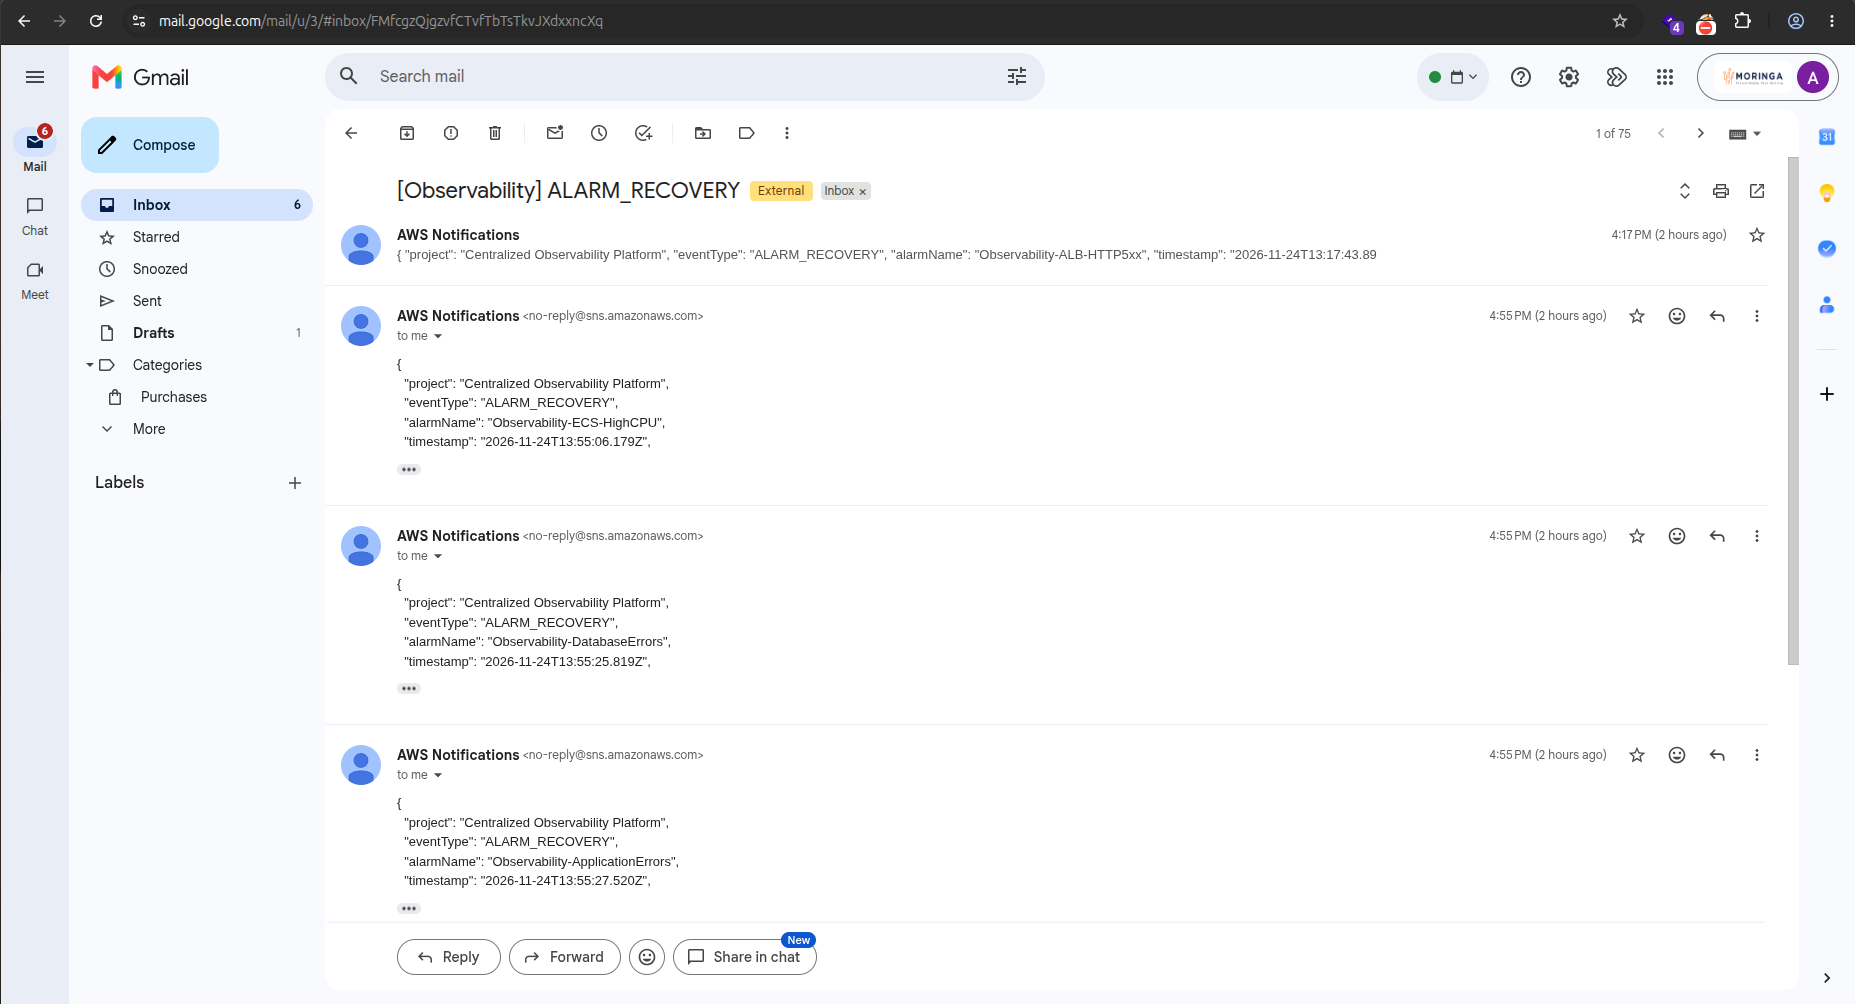 mail.google.com/mail/u/3/#inbox/FMfcgzQjgzvfCTvfTbTsTkvJXdxxncXq
4
Gmail
Search mail
MORINGA
A
6
Mail
Chat
Meet
Compose
Inbox 6
Starred
Snoozed
Sent
Drafts 1
Categories
Purchases
More
Labels
1 of 75
31
[Observability] ALARM_RECOVERY External Inbox ×
AWS Notifications 4:17 PM (2 hours ago)
{ "project": "Centralized Observability Platform", "eventType": "ALARM_RECOVERY", "alarmName": "Observability-ALB-HTTP5xx", "timestamp": "2026-11-24T13:17:43.89
AWS Notifications <no-reply@sns.amazonaws.com> 4:55 PM (2 hours ago)
to me
{
"project": "Centralized Observability Platform",
"eventType": "ALARM_RECOVERY",
"alarmName": "Observability-ECS-HighCPU",
"timestamp": "2026-11-24T13:55:06.179Z",
AWS Notifications <no-reply@sns.amazonaws.com> 4:55 PM (2 hours ago)
to me
{
"project": "Centralized Observability Platform",
"eventType": "ALARM_RECOVERY",
"alarmName": "Observability-DatabaseErrors",
"timestamp": "2026-11-24T13:55:25.819Z",
AWS Notifications <no-reply@sns.amazonaws.com> 4:55 PM (2 hours ago)
to me
{
"project": "Centralized Observability Platform",
"eventType": "ALARM_RECOVERY",
"alarmName": "Observability-ApplicationErrors",
"timestamp": "2026-11-24T13:55:27.520Z",
Reply
Forward
Share in chat
New